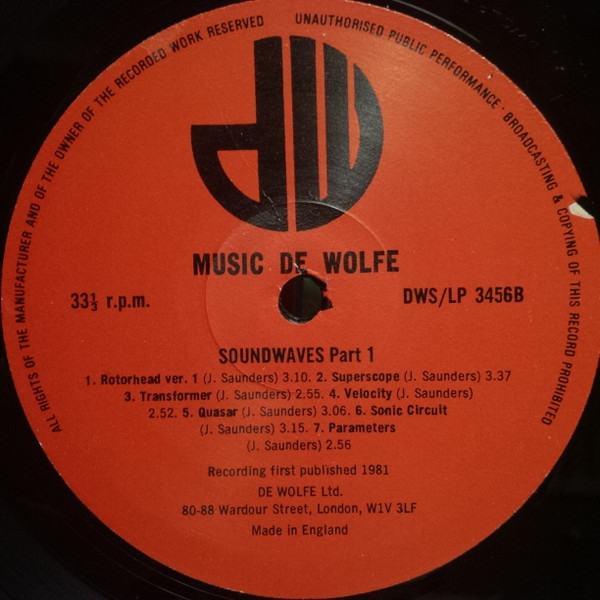 ALL RIGHTS OF THE MANUFACTURER AND OF THE OWNER OF THE RECORDED WORK RESERVED
UNAUTHORISED PUBLIC PERFORMANCE · BROADCASTING & COPYING OF THIS RECORD PROHIBITED
dw
MUSIC DE WOLFE
33⅓ r.p.m.
DWS/LP 3456B
SOUNDWAVES Part 1
1. Rotorhead ver. 1 (J. Saunders) 3.10. 2. Superscope (J. Saunders) 3.37
3. Transformer (J. Saunders) 2.55. 4. Velocity (J. Saunders)
2.52. 5. Quasar (J. Saunders) 3.06. 6. Sonic Circuit
(J. Saunders) 3.15. 7. Parameters
(J. Saunders) 2.56
Recording first published 1981
DE WOLFE Ltd.
80-88 Wardour Street, London, W1V 3LF
Made in England